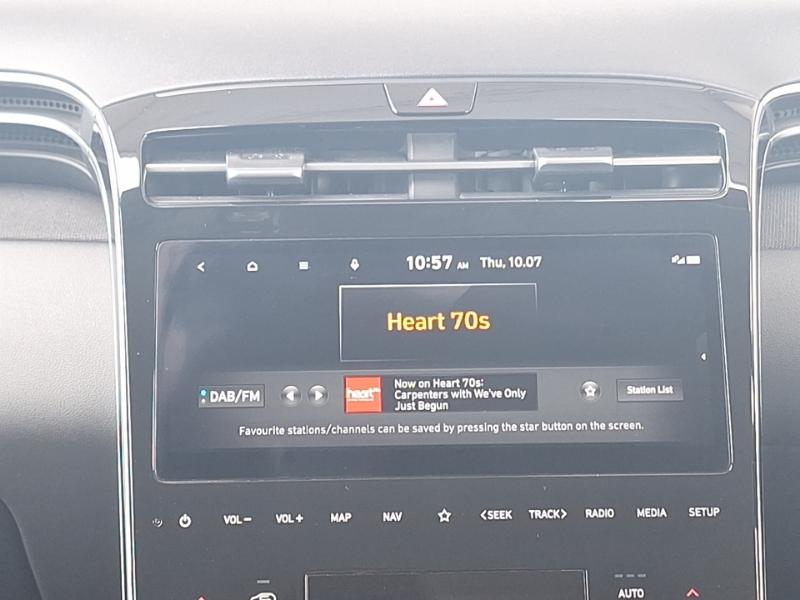 10:57 AM Thu, 10.07
Heart 70s
DAB/FM
heart
Now on Heart 70s:
Carpenters with We've Only
Just Begun
Station List
Favourite stations/channels can be saved by pressing the star button on the screen.
VOL− VOL+ MAP NAV <SEEK TRACK> RADIO MEDIA SETUP
AUTO